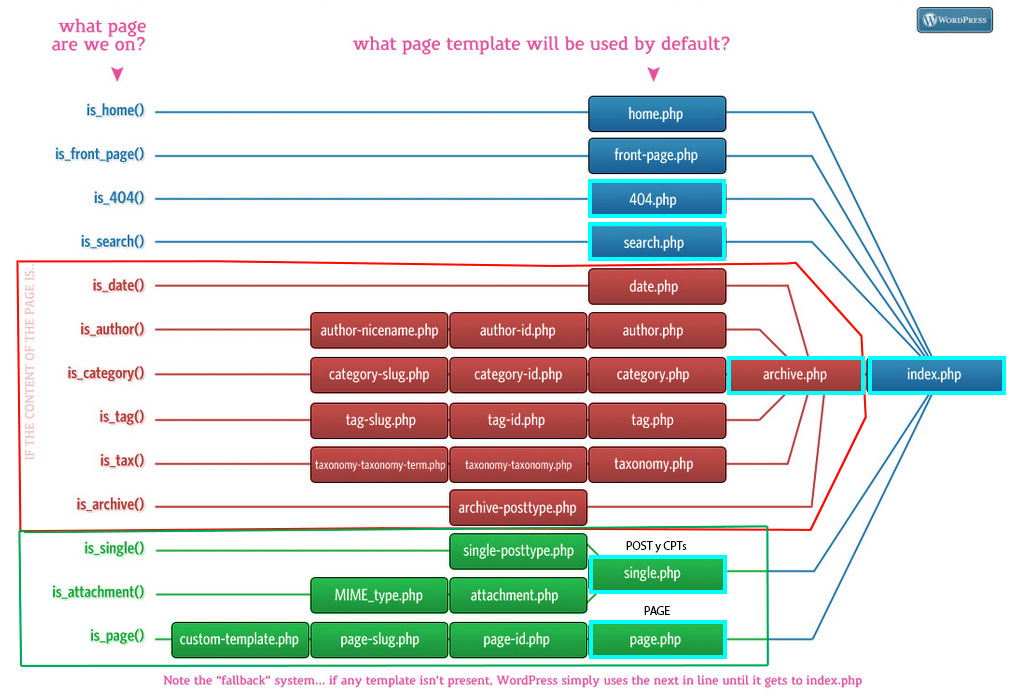 what page
are we on?
what page template will be used by default?
WORDPRESS
is_home()
home.php
is_front_page()
front-page.php
is_404()
404.php
is_search()
search.php
IF THE CONTENT OF THE PAGE IS..
is_date()
date.php
is_author()
author-nicename.php author-id.php author.php
is_category()
category-slug.php category-id.php category.php archive.php index.php
is_tag()
tag-slug.php tag-id.php tag.php
is_tax()
taxonomy-taxonomy-term.php taxonomy-taxonomy.php taxonomy.php
is_archive()
archive-posttype.php
is_single()
single-posttype.php
POST y CPTs
single.php
is_attachment()
MIME_type.php attachment.php
PAGE
is_page()
custom-template.php page-slug.php page-id.php page.php
Note the "fallback" system... if any template isn't present, WordPress simply uses the next in line until it gets to index.php